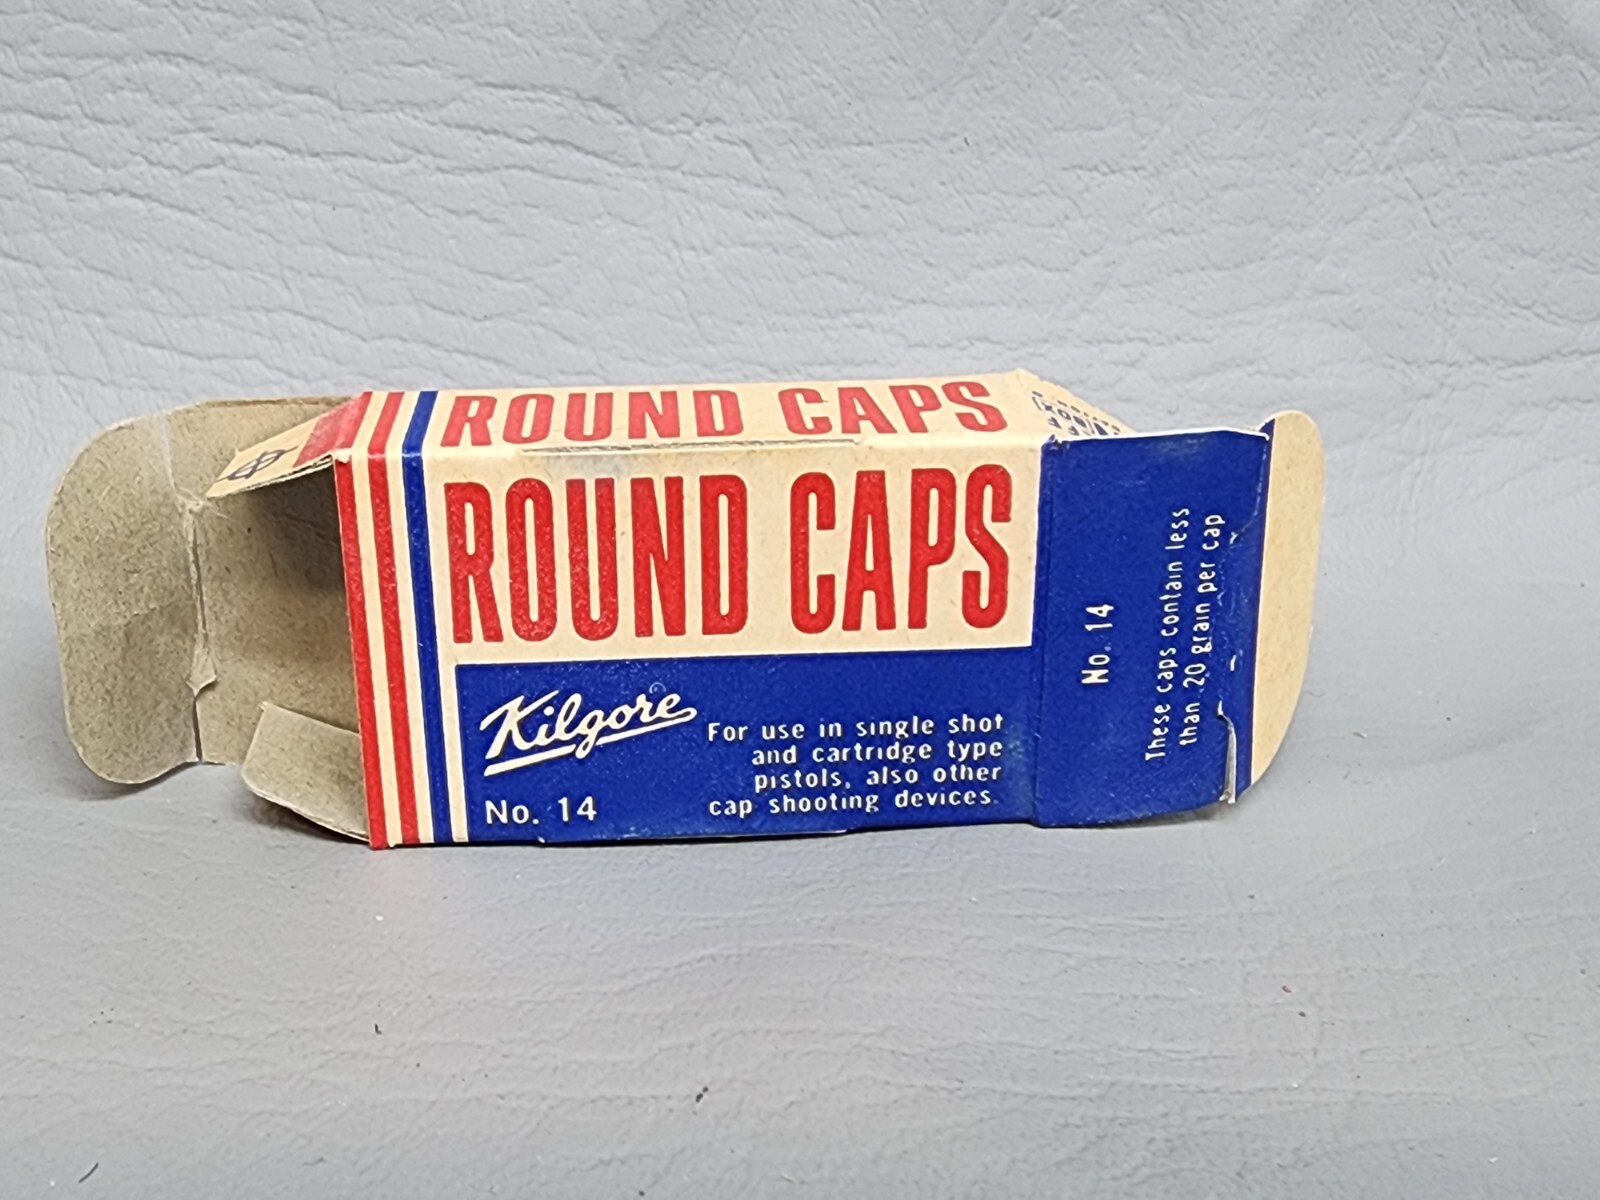 ROUND CAPS
ROUND CAPS
Kilgore
No. 14
For use in single shot
and cartridge type
pistols, also other
cap shooting devices.
No. 14
These caps contain less
than .20 grain per cap